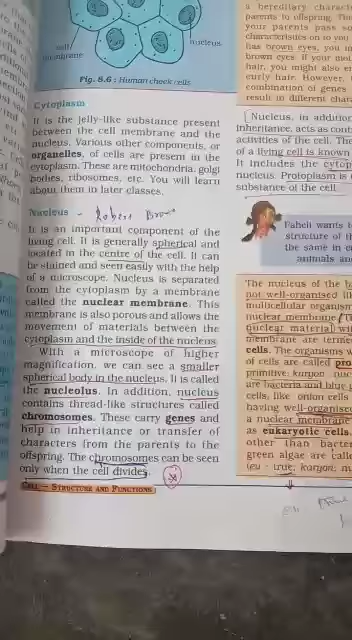 cell
membrane
nucleus
Fig. 8.6 : Human cheek cells
Cytoplasm
It is the jelly-like substance present
between the cell membrane and the
nucleus. Various other components, or
organelles, of cells are present in the
cytoplasm. These are mitochondria, golgi
bodies, ribosomes, etc. You will learn
about them in later classes.
Nucleus - Robert Brown
It is an important component of the
living cell. It is generally spherical and
located in the centre of the cell. It can
be stained and seen easily with the help
of a microscope. Nucleus is separated
from the cytoplasm by a membrane
called the nuclear membrane. This
membrane is also porous and allows the
movement of materials between the
cytoplasm and the inside of the nucleus.
With a microscope of higher
magnification, we can see a smaller
spherical body in the nucleus. It is called
the nucleolus. In addition, nucleus
contains thread-like structures called
chromosomes. These carry genes and
help in inheritance or transfer of
characters from the parents to the
offspring. The chromosomes can be seen
only when the cell divides.
Cell – Structure and Functions
a hereditary charact
parents to offspring. Th
your parents pass
characteristics on to you
has brown eyes, you m
brown eyes. If your mot
hair, you might also en
curly hair. However,
combination of genes
result in different char
Nucleus, in addition
inheritance, acts as cont
activities of the cell. The
of a living cell is known
It includes the cytop
nucleus. Protoplasm is
substance of the cell.
Paheli wants t
structure of th
the same in c
animals an
The nucleus of the b
not well-organised l
multicellular organism
nuclear membrane. T
nuclear material wit
membrane are terme
cells. The organisms w
of cells are called pro
primitive: karyon: nuc
are bacteria and blue g
cells, like onion cells
having well-organised
a nuclear membrane
as eukaryotic cells.
other than bacter
green algae are calle
(eu : true; karyon: nu